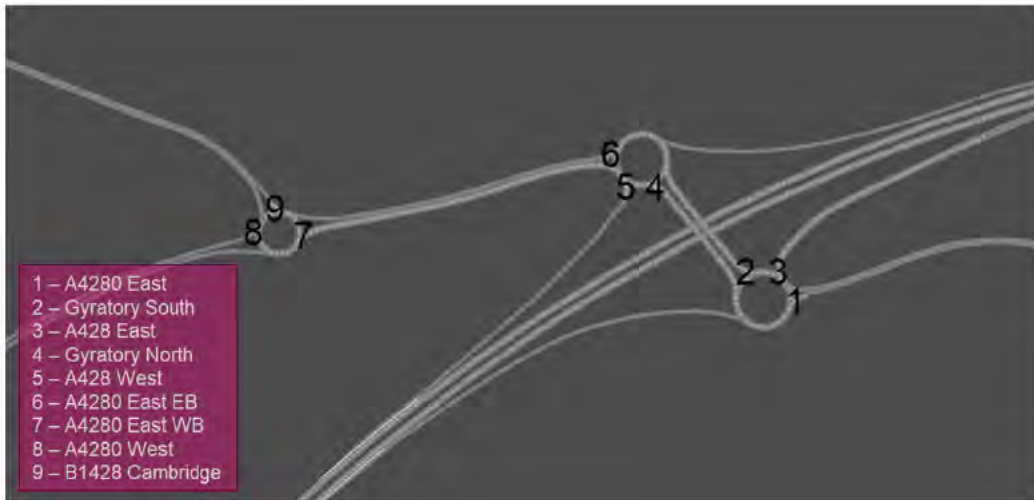 6
5 4
9
8 7
2 3
1
1 – A4280 East
2 – Gyratory South
3 – A428 East
4 – Gyratory North
5 – A428 West
6 – A4280 East EB
7 – A4280 East WB
8 – A4280 West
9 – B1428 Cambridge